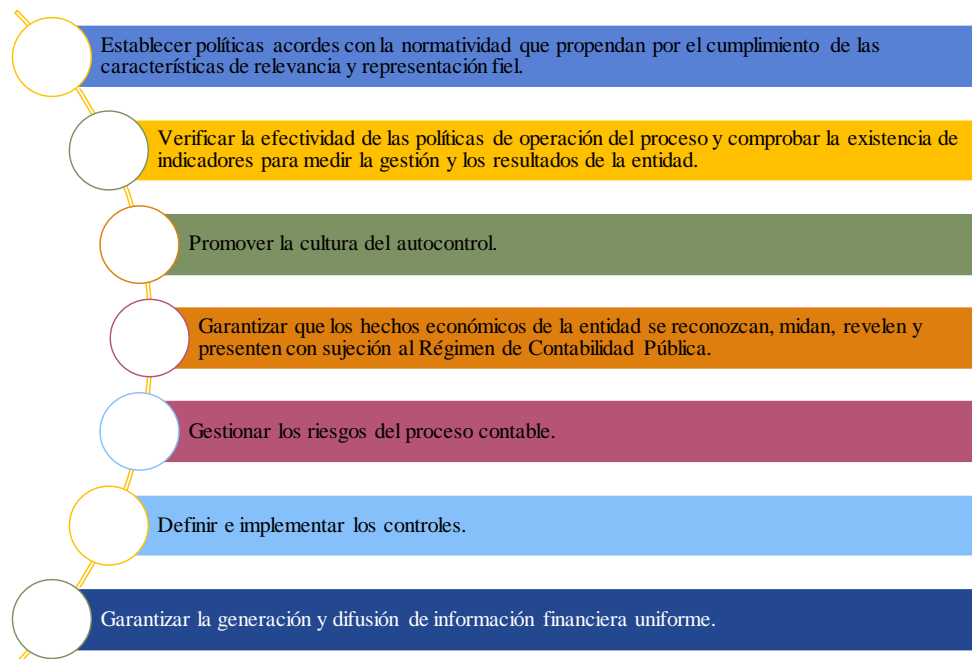 Establecer políticas acordes con la normatividad que propendan por el cumplimiento de las
características de relevancia y representación fiel.
Verificar la efectividad de las políticas de operación del proceso y comprobar la existencia de
indicadores para medir la gestión y los resultados de la entidad.
Promover la cultura del autocontrol.
Garantizar que los hechos económicos de la entidad se reconozcan, midan, revelen y
presenten con sujeción al Régimen de Contabilidad Pública.
Gestionar los riesgos del proceso contable.
Definir e implementar los controles.
Garantizar la generación y difusión de información financiera uniforme.